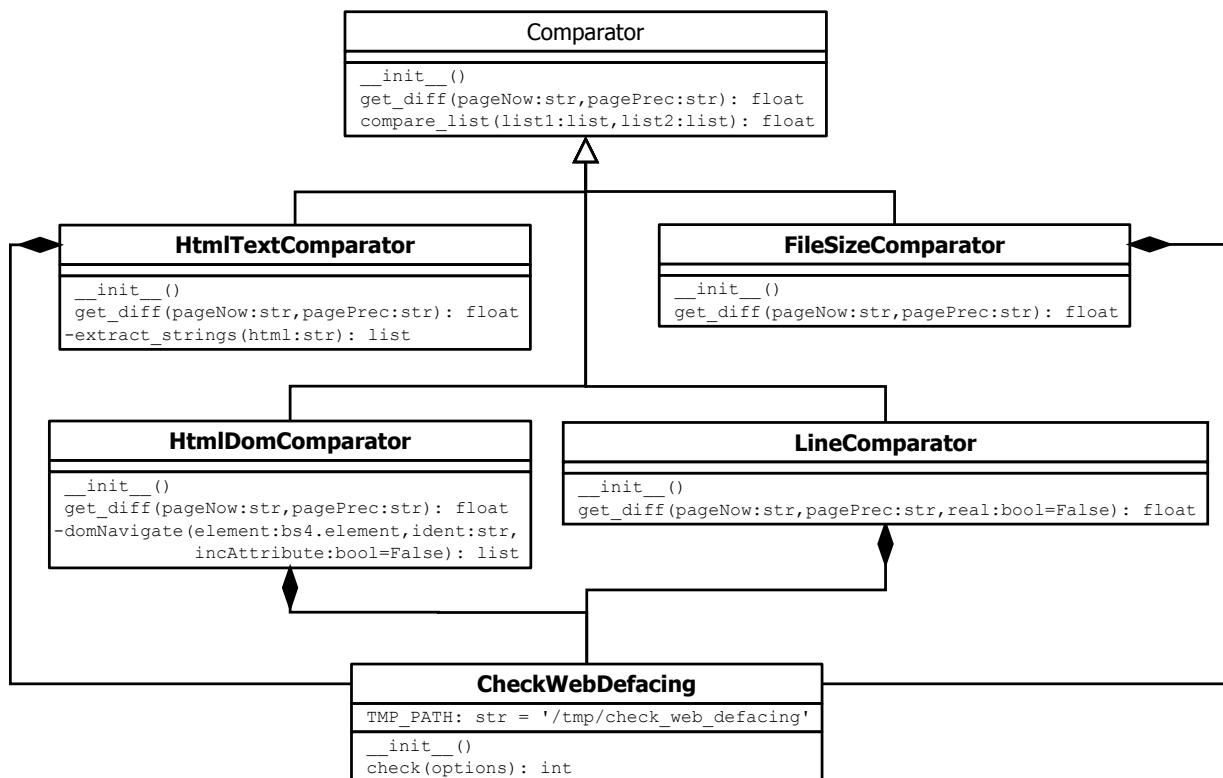 Comparator
__init__()
get_diff(pageNow:str,pagePrec:str): float
compare_list(list1:list,list2:list): float
HtmlTextComparator
__init__()
get_diff(pageNow:str,pagePrec:str): float
-extract_strings(html:str): list
FileSizeComparator
__init__()
get_diff(pageNow:str,pagePrec:str): float
HtmlDomComparator
__init__()
get_diff(pageNow:str,pagePrec:str): float
-domNavigate(element:bs4.element,ident:str,
incAttribute:bool=False): list
LineComparator
__init__()
get_diff(pageNow:str,pagePrec:str,real:bool=False): float
CheckWebDefacing
TMP_PATH: str = '/tmp/check_web_defacing'
__init__()
check(options): int